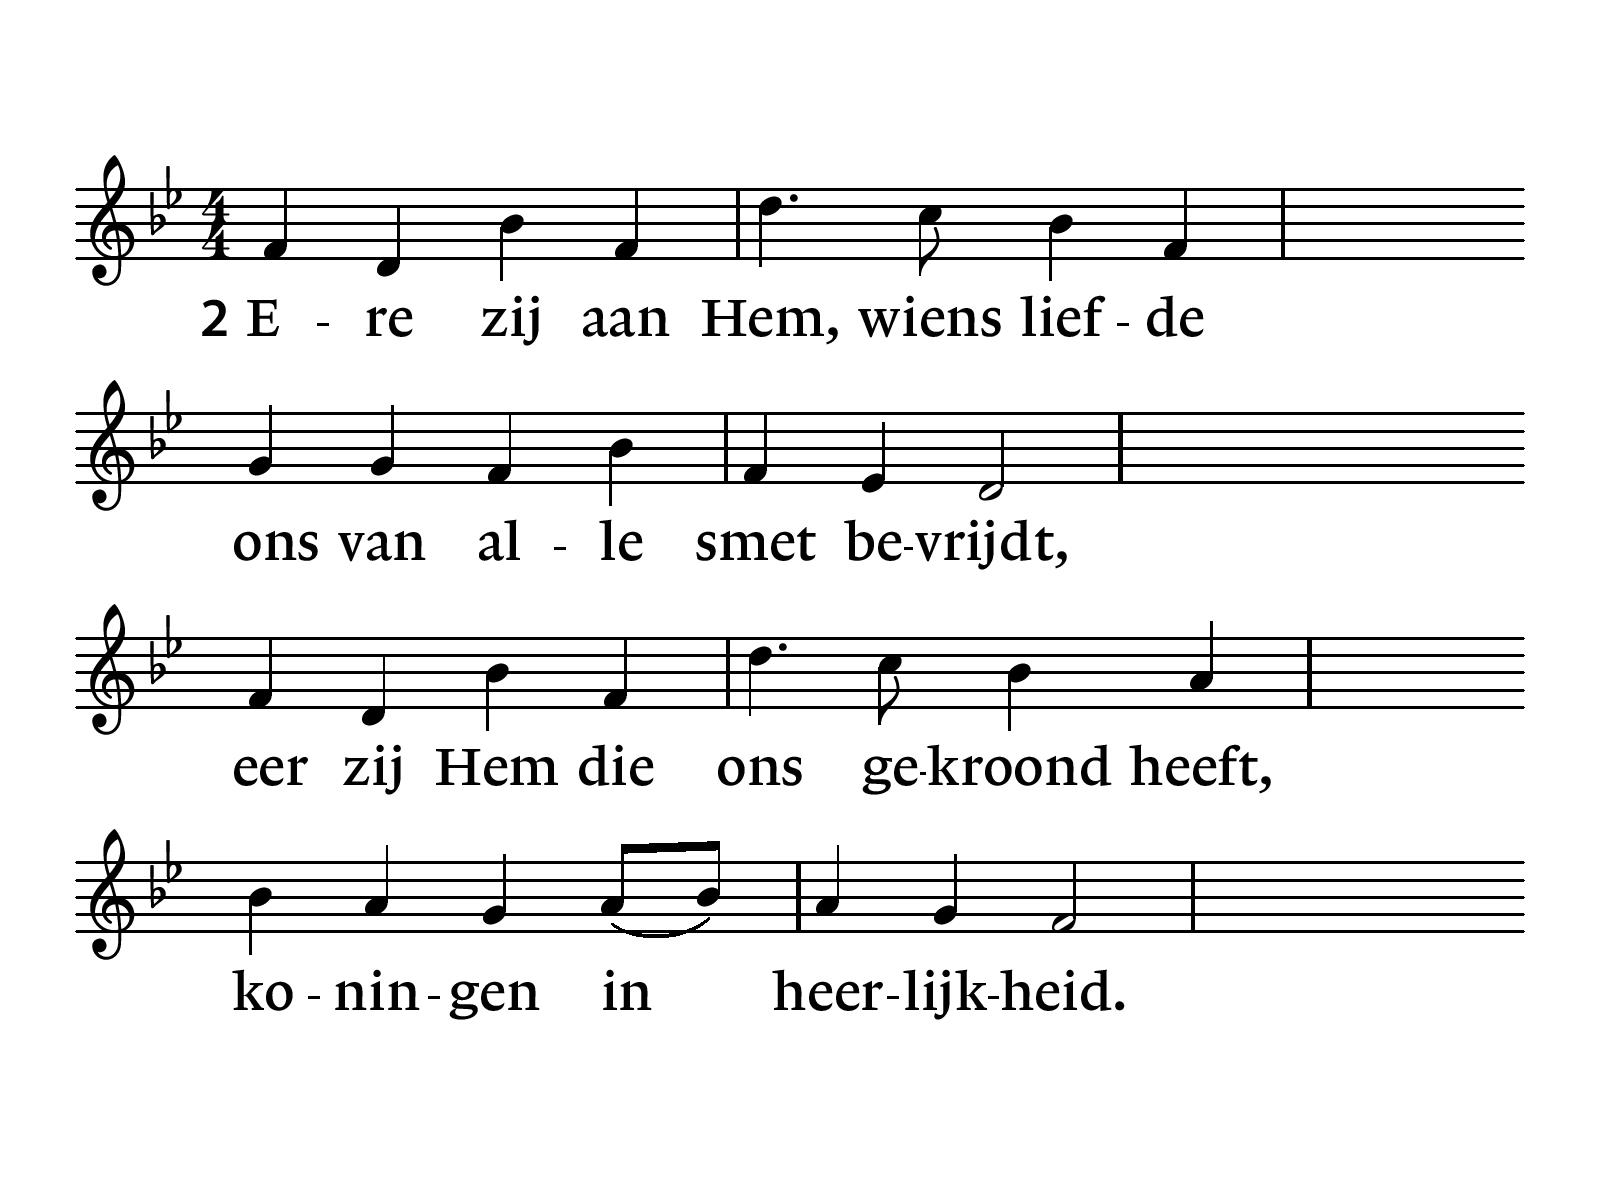 2 E - re zij aan Hem, wiens lief - de
ons van al - le smet be-vrijdt,
eer zij Hem die ons ge-kroond heeft,
ko - nin - gen in heer-lijk-heid.